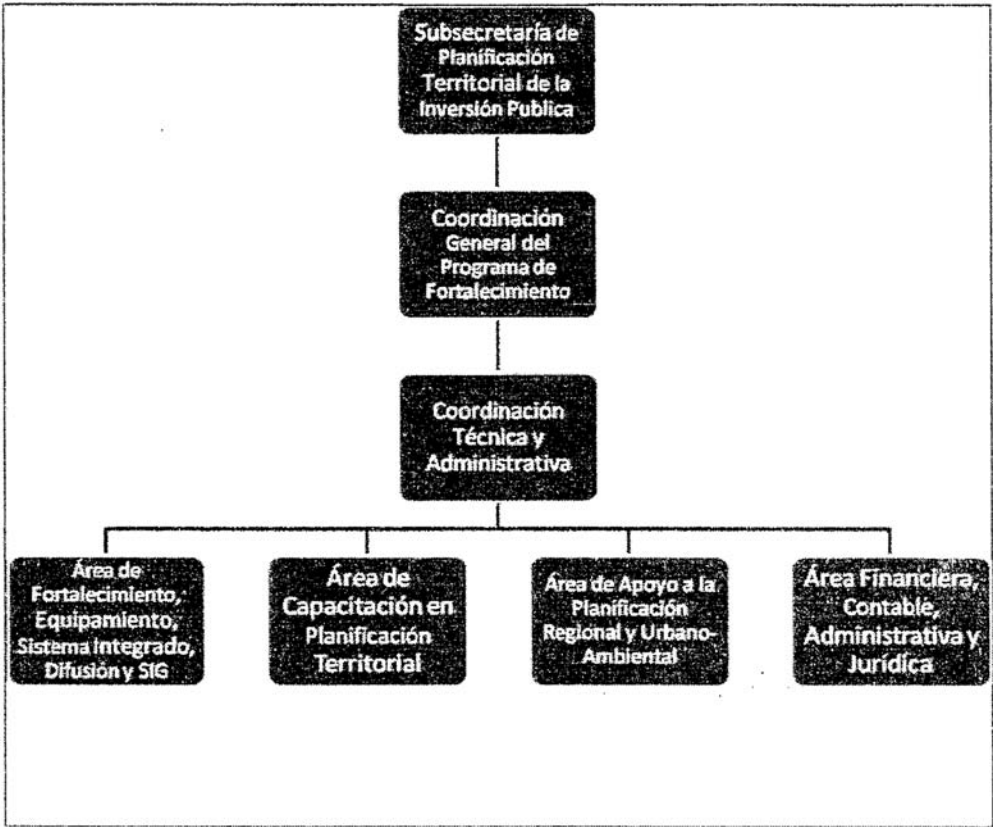 Subsecretaría de
Planificación
Territorial de la
Inversión Publica
Coordinación
General del
Programa de
Fortalecimiento
Coordinación
Técnica y
Administrativa
Área de
Fortalecimiento,
Equipamiento,
Sistema Integrado,
Difusión y SIG
Área de
Capacitación en
Planificación
Territorial
Área de Apoyo a la
Planificación
Regional y Urbano-
Ambiental
Área Financiera,
Contable,
Administrativa y
Jurídica